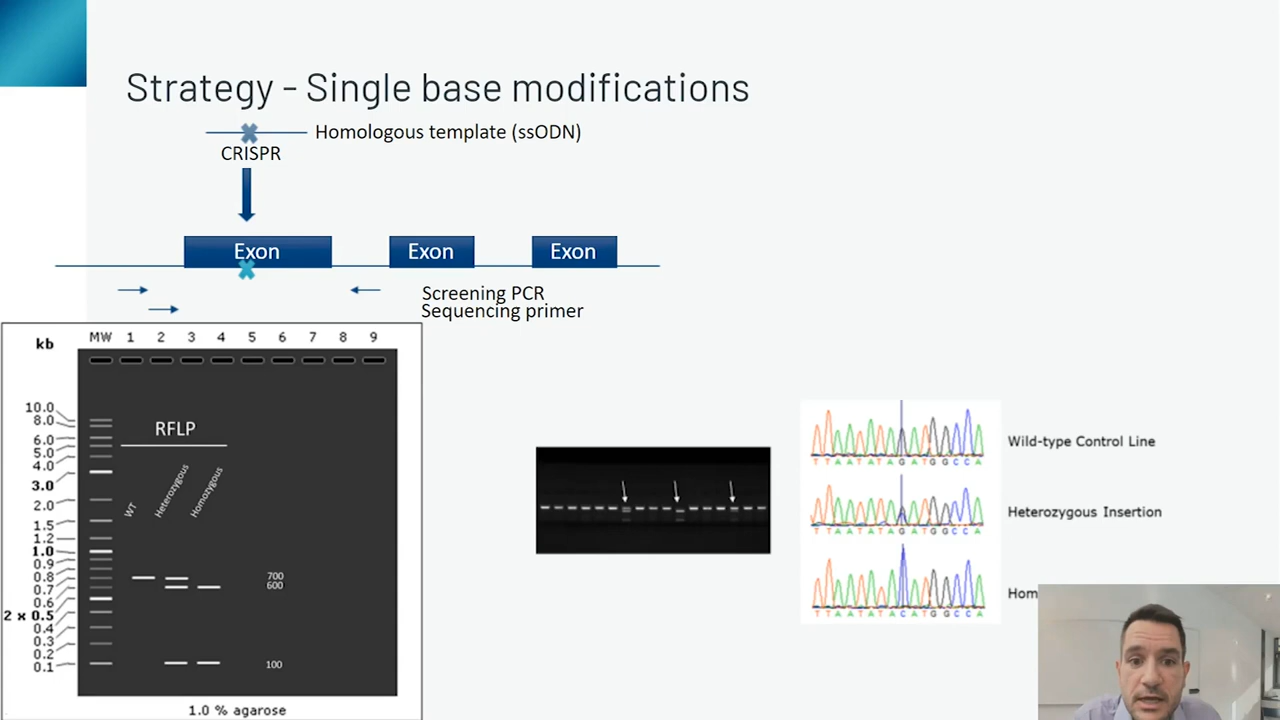 Strategy - Single base modifications
Homologous template (ssODN)
CRISPR
Exon
Exon
Exon
Screening PCR
Sequencing primer
kb
MW 1 2 3 4 5 6 7 8 9
10.0
8.0
6.0
5.0
4.0
3.0
2.0
1.5
1.2
1.0
0.9
0.8
0.7
0.6
2 x 0.5
0.4
0.3
0.2
0.1
RFLP
WT
Heterozygous
Homozygous
700
600
100
1.0 % agarose
TTAATATAGATGGCCA
Wild-type Control Line
TTAATATAGATGGCCA
Heterozygous Insertion
TTAATATACATGGCCA
Hom